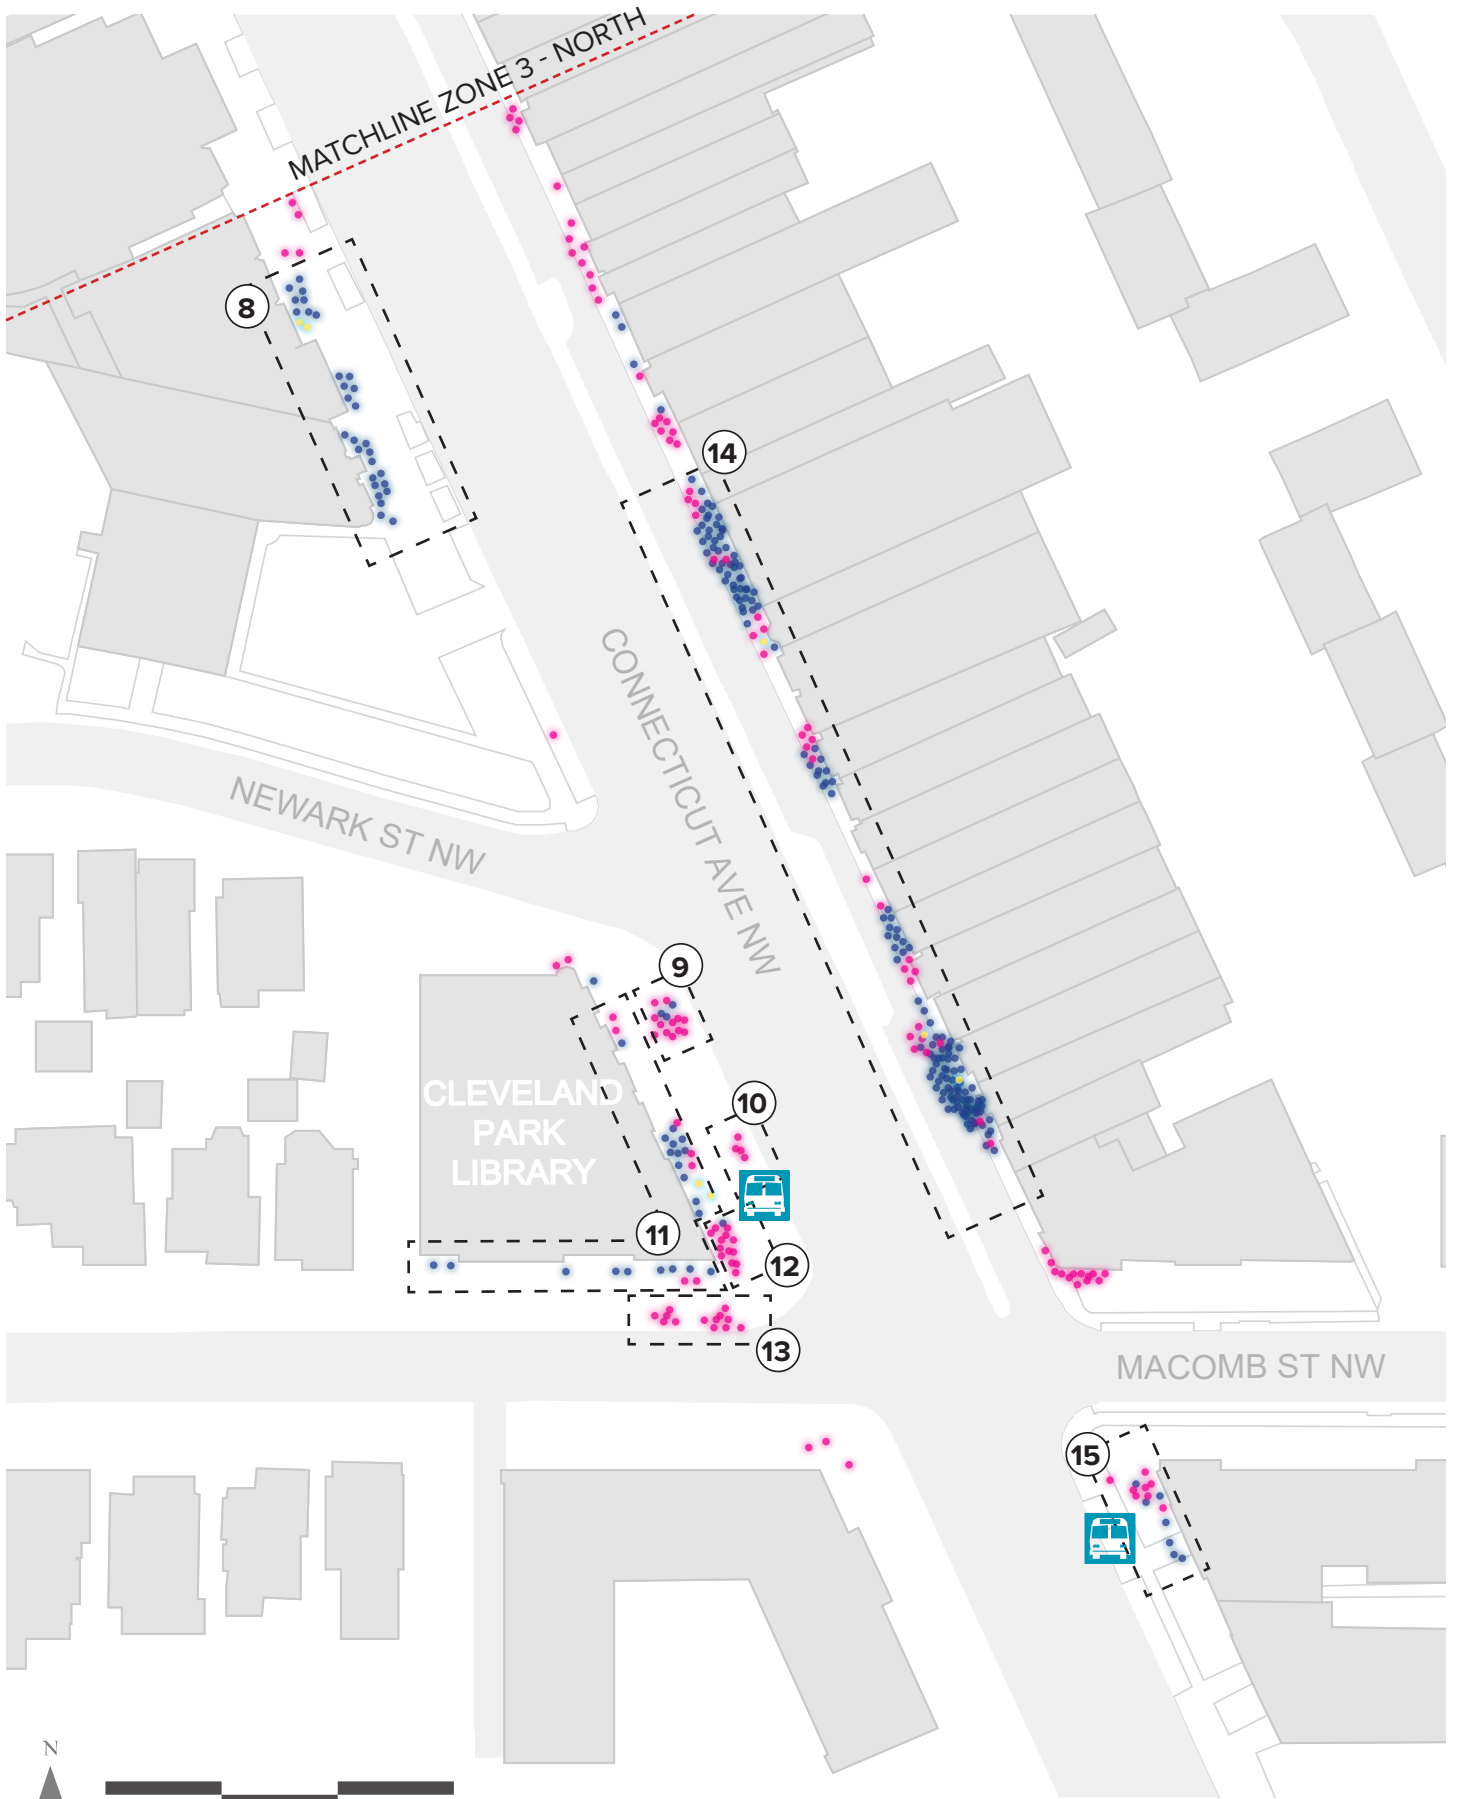 MATCHLINE ZONE 3 - NORTH
8
14
CONNECTICUT AVE NW
NEWARK ST NW
9
CLEVELAND
PARK
LIBRARY
10
11
12
13
MACOMB ST NW
15
N